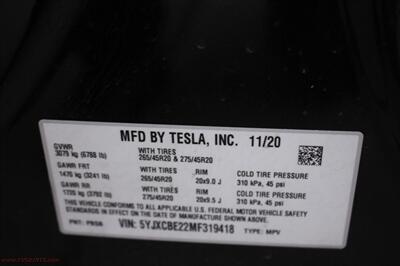 MFD BY TESLA, INC. 11/20
GVWR
3079 kg (6788 lb)
WITH TIRES
265/45R20 & 275/45R20
GAWR FRT
1470 kg (3241 lb)
WITH TIRES
265/45R20
RIM
20x9.0 J
COLD TIRE PRESSURE
310 kPa, 45 psi
GAWR RR
1720 kg (3792 lb)
WITH TIRES
275/45R20
RIM
20x9.5 J
COLD TIRE PRESSURE
310 kPa, 45 psi
THIS VEHICLE CONFORMS TO ALL APPLICABLE U.S. FEDERAL MOTOR VEHICLE SAFETY STANDARDS IN
EFFECT ON THE DATE OF MANUFACTURE SHOWN ABOVE.
PNT: PBSB VIN: 5YJXCBE22MF319418 TYPE: MPV